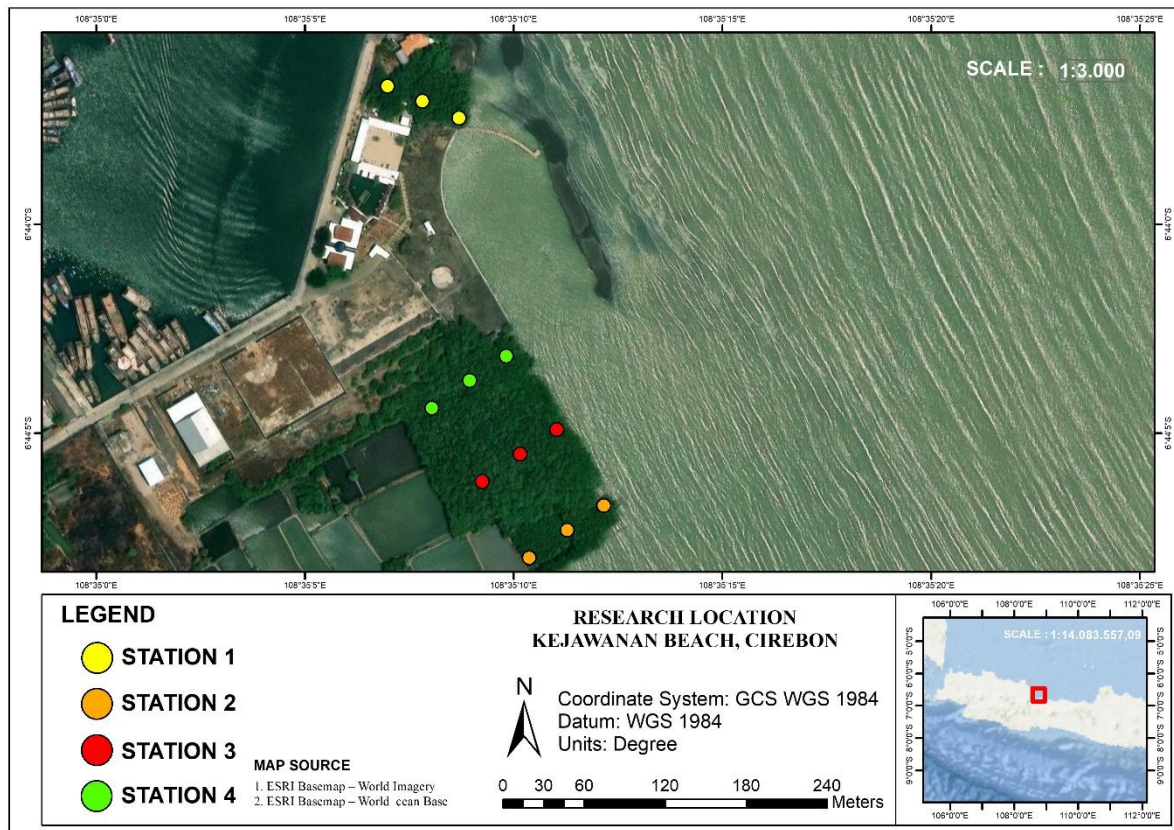 108°35'0"E 108°35'5"E 108°35'10"E 108°35'15"E 108°35'20"E 108°35'25"E
SCALE : 1:3.000
6°44'0"S 6°44'0"S
6°44'5"S 6°44'5"S
108°35'0"E 108°35'5"E 108°35'10"E 108°35'15"E 108°35'20"E 108°35'25"E
LEGEND
STATION 1
STATION 2
STATION 3
STATION 4
MAP SOURCE
1. ESRI Basemap – World Imagery
2. ESRI Basemap – World cean Base
RESEARCH LOCATION
KEJAWANAN BEACH, CIREBON
N
Coordinate System: GCS WGS 1984
Datum: WGS 1984
Units: Degree
0 30 60 120 180 240
Meters
106°0'0"E 108°0'0"E 110°0'0"E 112°0'0"E
SCALE : 1:14.083.557,09
5°0'0"S 5°0'0"S
6°0'0"S 6°0'0"S
7°0'0"S 7°0'0"S
8°0'0"S 8°0'0"S
9°0'0"S 9°0'0"S
106°0'0"E 108°0'0"E 110°0'0"E 112°0'0"E